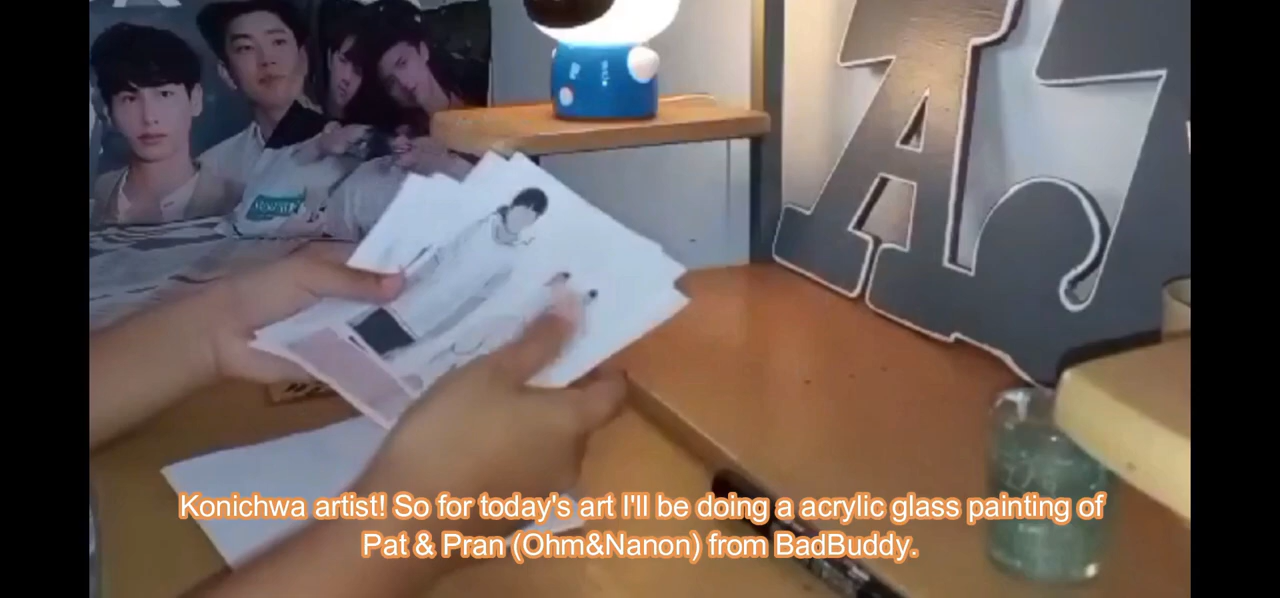 Konichwa artist! So for today's art I'll be doing a acrylic glass painting of
Pat & Pran (Ohm&Nanon) from BadBuddy.